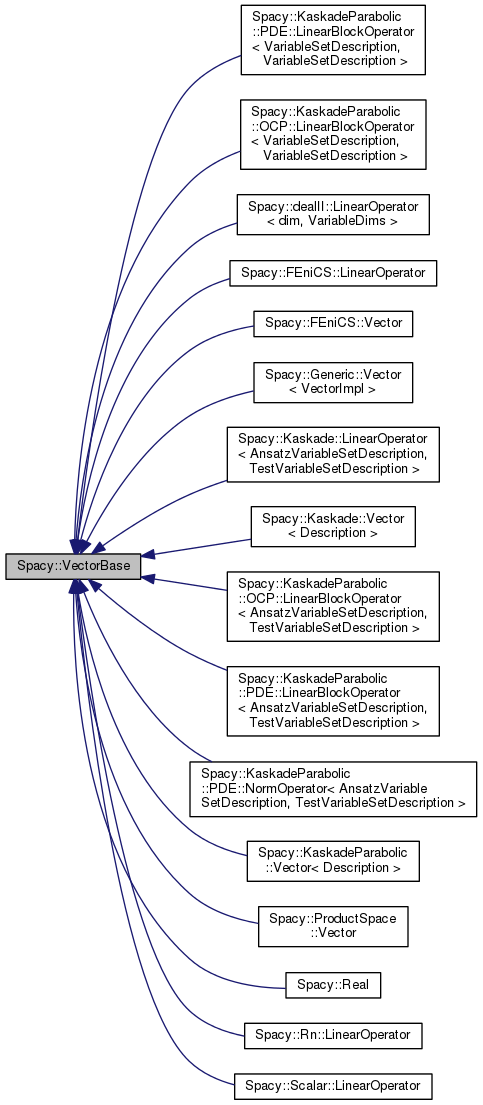 Spacy::KaskadeParabolic
::PDE::LinearBlockOperator
< VariableSetDescription,
VariableSetDescription >
Spacy::KaskadeParabolic
::OCP::LinearBlockOperator
< VariableSetDescription,
VariableSetDescription >
Spacy::dealII::LinearOperator
< dim, VariableDims >
Spacy::FEniCS::LinearOperator
Spacy::FEniCS::Vector
Spacy::Generic::Vector
< VectorImpl >
Spacy::Kaskade::LinearOperator
< AnsatzVariableSetDescription,
TestVariableSetDescription >
Spacy::Kaskade::Vector
< Description >
Spacy::VectorBase
Spacy::KaskadeParabolic
::OCP::LinearBlockOperator
< AnsatzVariableSetDescription,
TestVariableSetDescription >
Spacy::KaskadeParabolic
::PDE::LinearBlockOperator
< AnsatzVariableSetDescription,
TestVariableSetDescription >
Spacy::KaskadeParabolic
::PDE::NormOperator< AnsatzVariable
SetDescription, TestVariableSetDescription >
Spacy::KaskadeParabolic
::Vector< Description >
Spacy::ProductSpace
::Vector
Spacy::Real
Spacy::Rn::LinearOperator
Spacy::Scalar::LinearOperator